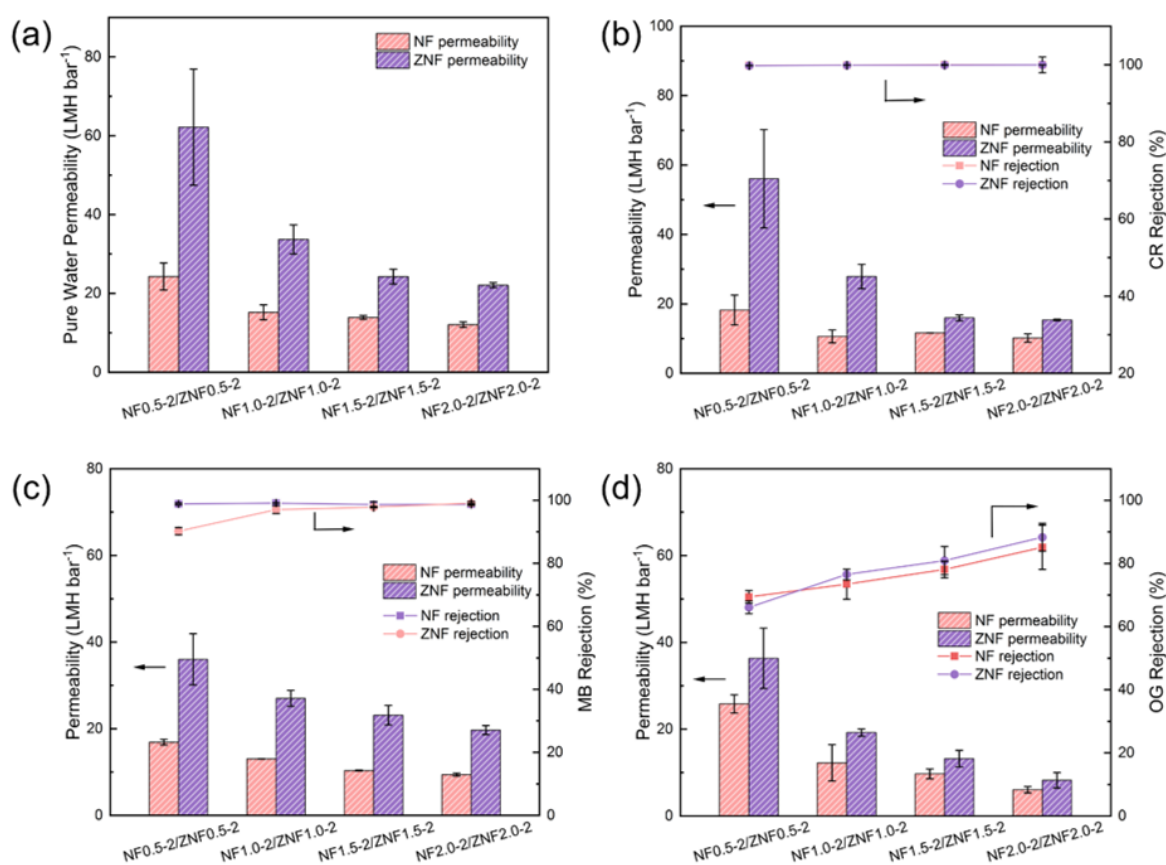 (a)
Pure Water Permeability (LMH bar⁻¹)
80
60
40
20
0
NF permeability
ZNF permeability
NF0.5-2/ZNF0.5-2
NF1.0-2/ZNF1.0-2
NF1.5-2/ZNF1.5-2
NF2.0-2/ZNF2.0-2
(b)
Permeability (LMH bar⁻¹)
100
90
80
70
60
50
40
30
20
10
0
NF permeability
ZNF permeability
NF rejection
ZNF rejection
100
80
60
40
20
CR Rejection (%)
NF0.5-2/ZNF0.5-2
NF1.0-2/ZNF1.0-2
NF1.5-2/ZNF1.5-2
NF2.0-2/ZNF2.0-2
(c)
Permeability (LMH bar⁻¹)
80
60
40
20
0
NF permeability
ZNF permeability
NF rejection
ZNF rejection
100
80
60
40
20
0
MB Rejection (%)
NF0.5-2/ZNF0.5-2
NF1.0-2/ZNF1.0-2
NF1.5-2/ZNF1.5-2
NF2.0-2/ZNF2.0-2
(d)
Permeability (LMH bar⁻¹)
80
60
40
20
0
NF permeability
ZNF permeability
NF rejection
ZNF rejection
100
80
60
40
20
0
OG Rejection (%)
NF0.5-2/ZNF0.5-2
NF1.0-2/ZNF1.0-2
NF1.5-2/ZNF1.5-2
NF2.0-2/ZNF2.0-2